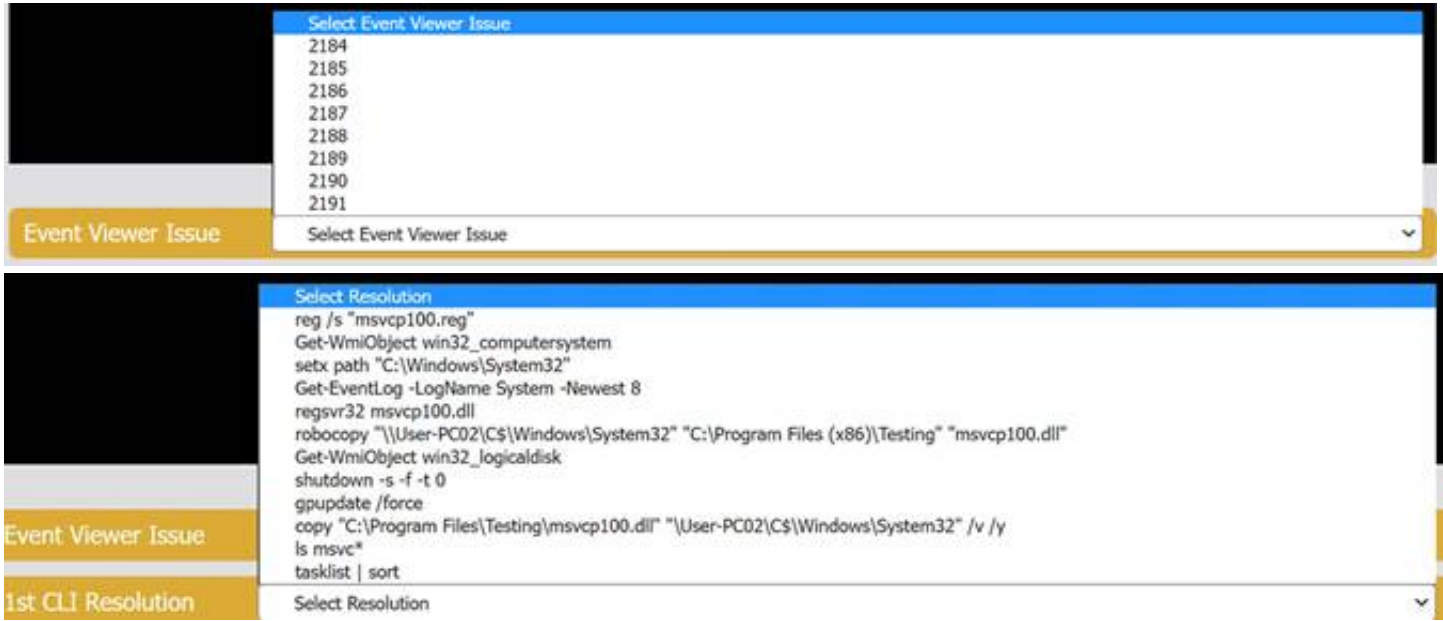 Select Event Viewer Issue
2184
2185
2186
2187
2188
2189
2190
2191
Event Viewer Issue
Select Event Viewer Issue
Select Resolution
reg /s "msvcp100.reg"
Get-WmiObject win32_computersystem
setx path "C:\Windows\System32"
Get-EventLog -LogName System -Newest 8
regsvr32 msvcp100.dll
robocopy "\\User-PC02\C$\Windows\System32" "C:\Program Files (x86)\Testing" "msvcp100.dll"
Get-WmiObject win32_logicaldisk
shutdown -s -f -t 0
gpupdate /force
copy "C:\Program Files\Testing\msvcp100.dll" "\User-PC02\C$\Windows\System32" /v /y
ls msvc*
tasklist | sort
Event Viewer Issue
1st CLI Resolution
Select Resolution